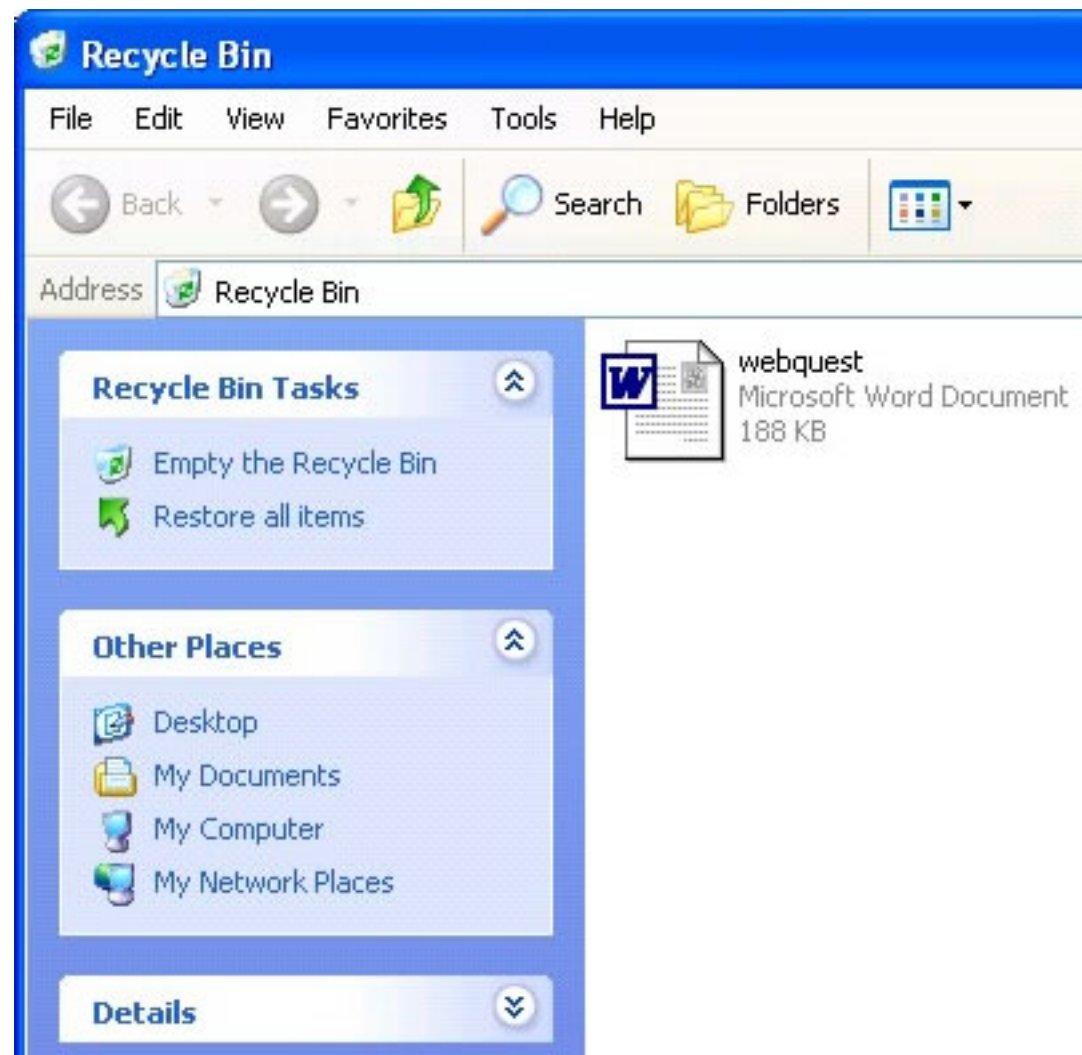 Recycle Bin
File Edit View Favorites Tools Help
Back Search Folders
Address Recycle Bin
Recycle Bin Tasks
Empty the Recycle Bin
Restore all items
Other Places
Desktop
My Documents
My Computer
My Network Places
Details
webquest
Microsoft Word Document
188 KB